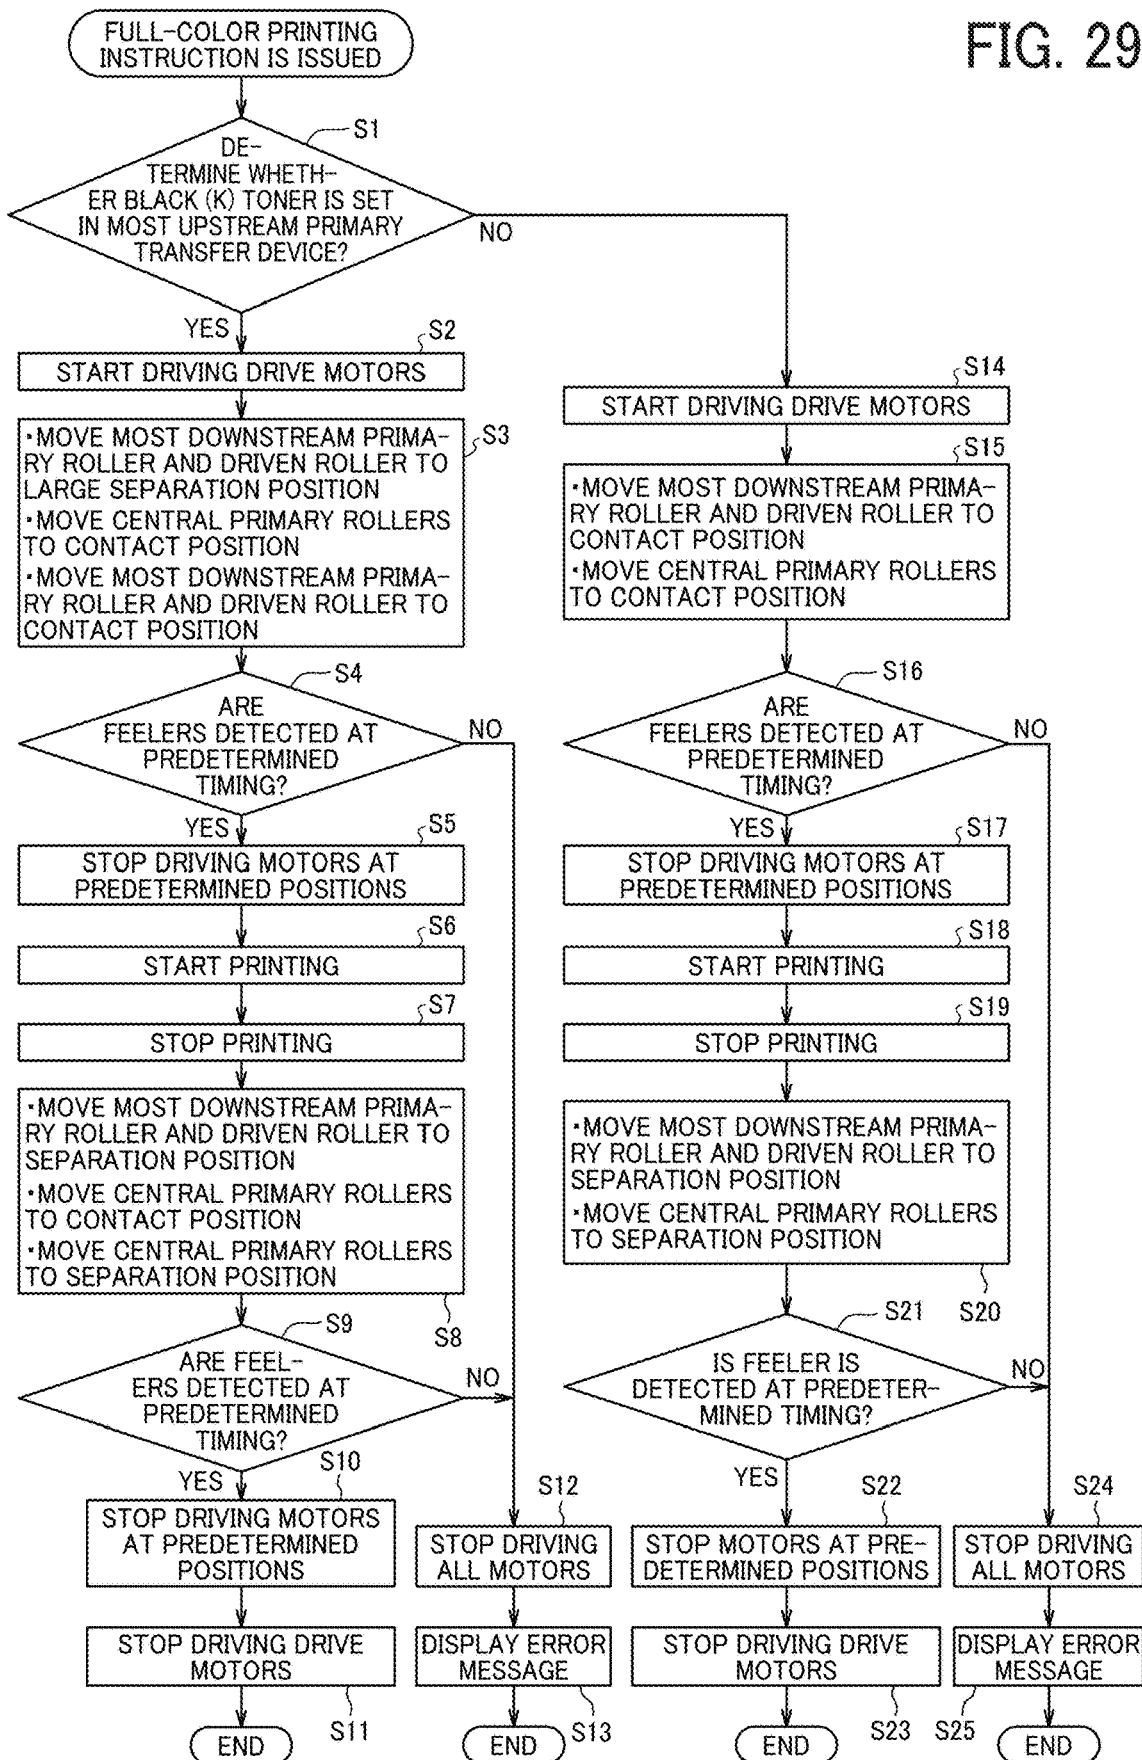 FIG. 29
FULL-COLOR PRINTING
INSTRUCTION IS ISSUED
S1
DE-
TERMINE WHETH-
ER BLACK (K) TONER IS SET
IN MOST UPSTREAM PRIMARY
TRANSFER DEVICE?
NO
YES
S2
START DRIVING DRIVE MOTORS
S3
•MOVE MOST DOWNSTREAM PRIMA-
RY ROLLER AND DRIVEN ROLLER TO
LARGE SEPARATION POSITION
•MOVE CENTRAL PRIMARY ROLLERS
TO CONTACT POSITION
•MOVE MOST DOWNSTREAM PRIMA-
RY ROLLER AND DRIVEN ROLLER TO
CONTACT POSITION
S4
ARE
FEELERS DETECTED AT
PREDETERMINED
TIMING?
NO
YES
S5
STOP DRIVING MOTORS AT
PREDETERMINED POSITIONS
S6
START PRINTING
S7
STOP PRINTING
•MOVE MOST DOWNSTREAM PRIMA-
RY ROLLER AND DRIVEN ROLLER TO
SEPARATION POSITION
•MOVE CENTRAL PRIMARY ROLLERS
TO CONTACT POSITION
•MOVE CENTRAL PRIMARY ROLLERS
TO SEPARATION POSITION
S8
S9
ARE FEEL-
ERS DETECTED AT
PREDETERMINED
TIMING?
NO
YES
S10
STOP DRIVING MOTORS
AT PREDETERMINED
POSITIONS
STOP DRIVING DRIVE
MOTORS
S11
END
S12
STOP DRIVING
ALL MOTORS
DISPLAY ERROR
MESSAGE
S13
END
S14
START DRIVING DRIVE MOTORS
S15
•MOVE MOST DOWNSTREAM PRIMA-
RY ROLLER AND DRIVEN ROLLER TO
CONTACT POSITION
•MOVE CENTRAL PRIMARY ROLLERS
TO CONTACT POSITION
S16
ARE
FEELERS DETECTED AT
PREDETERMINED
TIMING?
NO
YES
S17
STOP DRIVING MOTORS AT
PREDETERMINED POSITIONS
S18
START PRINTING
S19
STOP PRINTING
•MOVE MOST DOWNSTREAM PRIMA-
RY ROLLER AND DRIVEN ROLLER TO
SEPARATION POSITION
•MOVE CENTRAL PRIMARY ROLLERS
TO SEPARATION POSITION
S20
S21
IS FEELER IS
DETECTED AT PREDETER-
MINED TIMING?
NO
YES
S22
STOP MOTORS AT PRE-
DETERMINED POSITIONS
STOP DRIVING DRIVE
MOTORS
S23
END
S24
STOP DRIVING
ALL MOTORS
DISPLAY ERROR
MESSAGE
S25
END